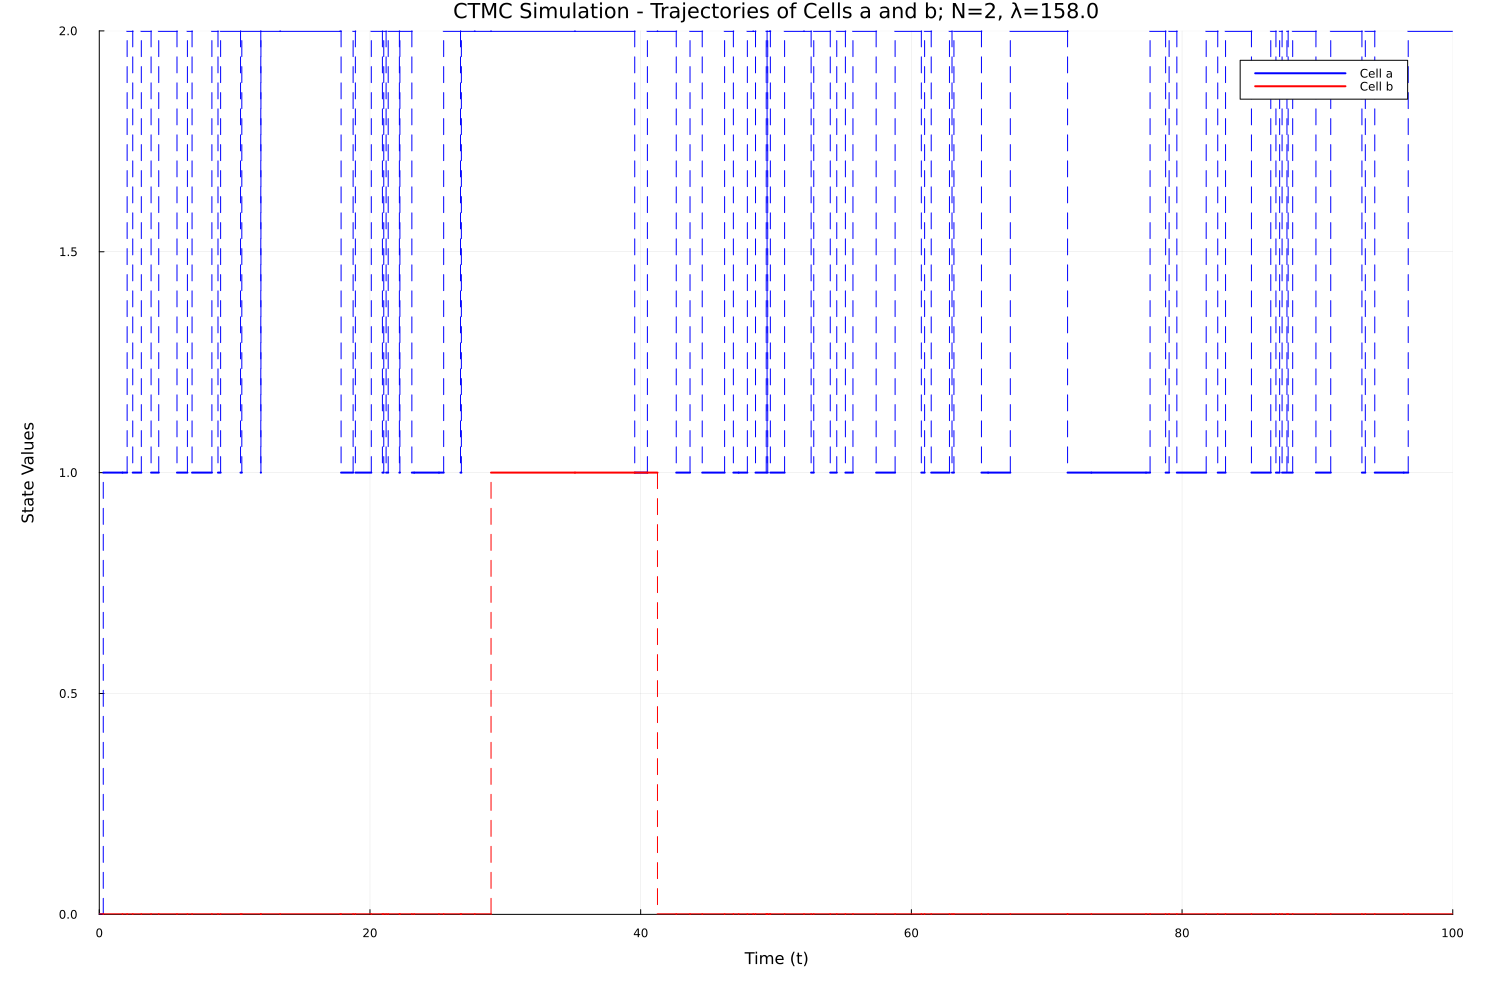 CTMC Simulation - Trajectories of Cells a and b; N=2, λ=158.0
2.0
Cell a
Cell b
1.5
1.0
State Values
0.5
0.0
0 20 40 60 80 100
Time (t)